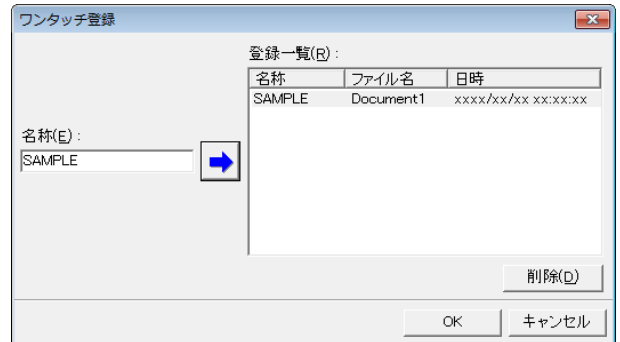 ワンタッチ登録
登録一覧(R) :
名称 ファイル名 日時
SAMPLE Document1 xxxx/xx/xx xx:xx:xx
名称(E) :
SAMPLE
削除(D)
OK キャンセル